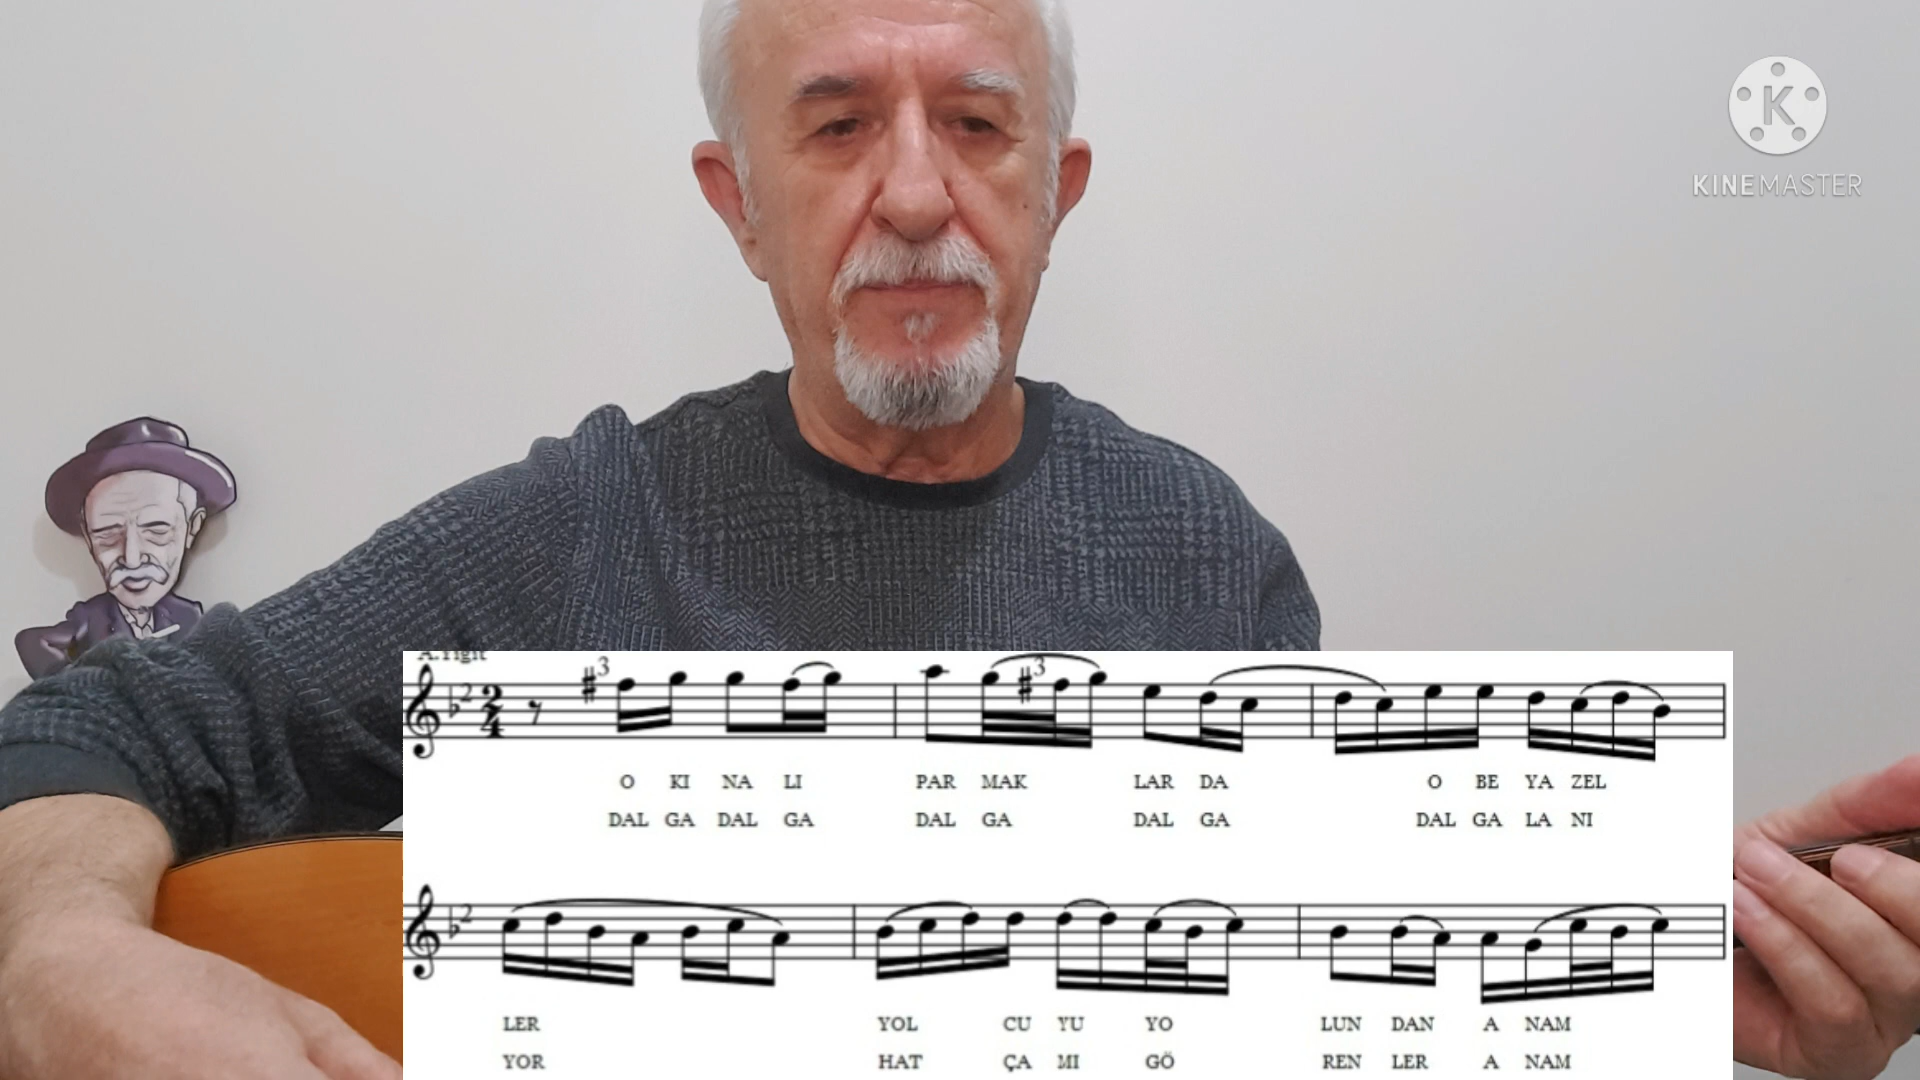 KINEMASTER
A.Yigit
O KI NA LI PAR MAK LAR DA O BE YA ZEL
DAL GA DAL GA DAL GA DAL GA DAL GA LA NI
LER YOL CU YU YO LUN DAN A NAM
YOR HAT ÇA MI GÖ REN LER A NAM